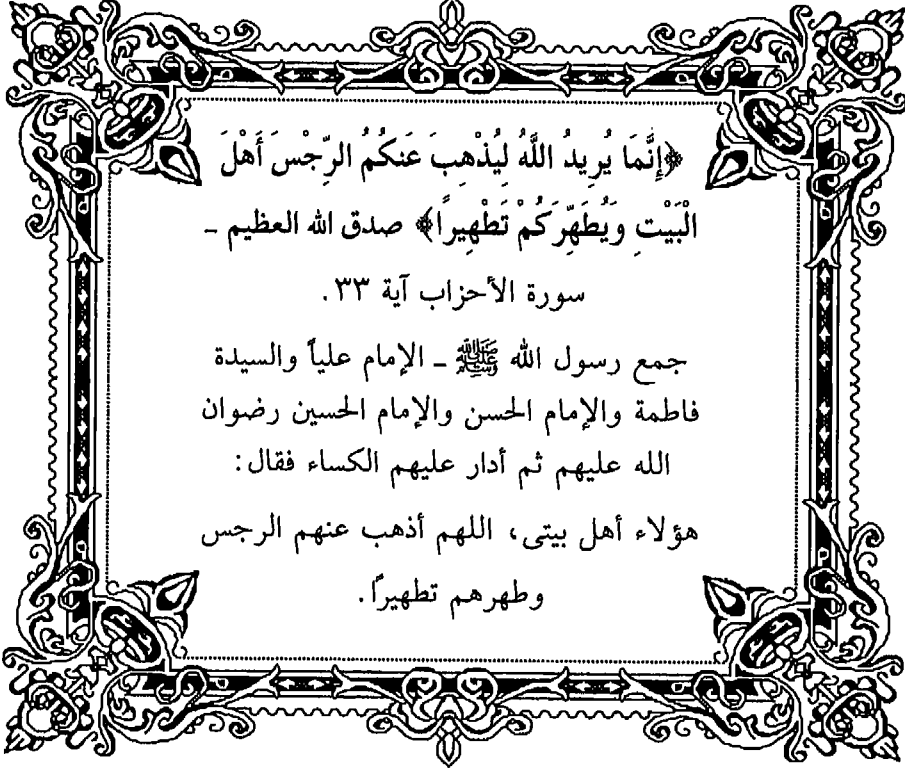 ﴿إِنَّمَا يُرِيدُ اللَّهُ لِيُذْهِبَ عَنكُمُ الرِّجْسَ أَهْلَ
الْبَيْتِ وَيُطَهِّرَكُمْ تَطْهِيرًا﴾ صدق الله العظيم ـ
سورة الأحزاب آية ٣٣.
جمع رسول الله ﷺ ـ الإمام علياً والسيدة
فاطمة والإمام الحسن والإمام الحسين رضوان
الله عليهم ثم أدار عليهم الكساء فقال:
هؤلاء أهل بيتى، اللهم أذهب عنهم الرجس
وطهرهم تطهيراً.